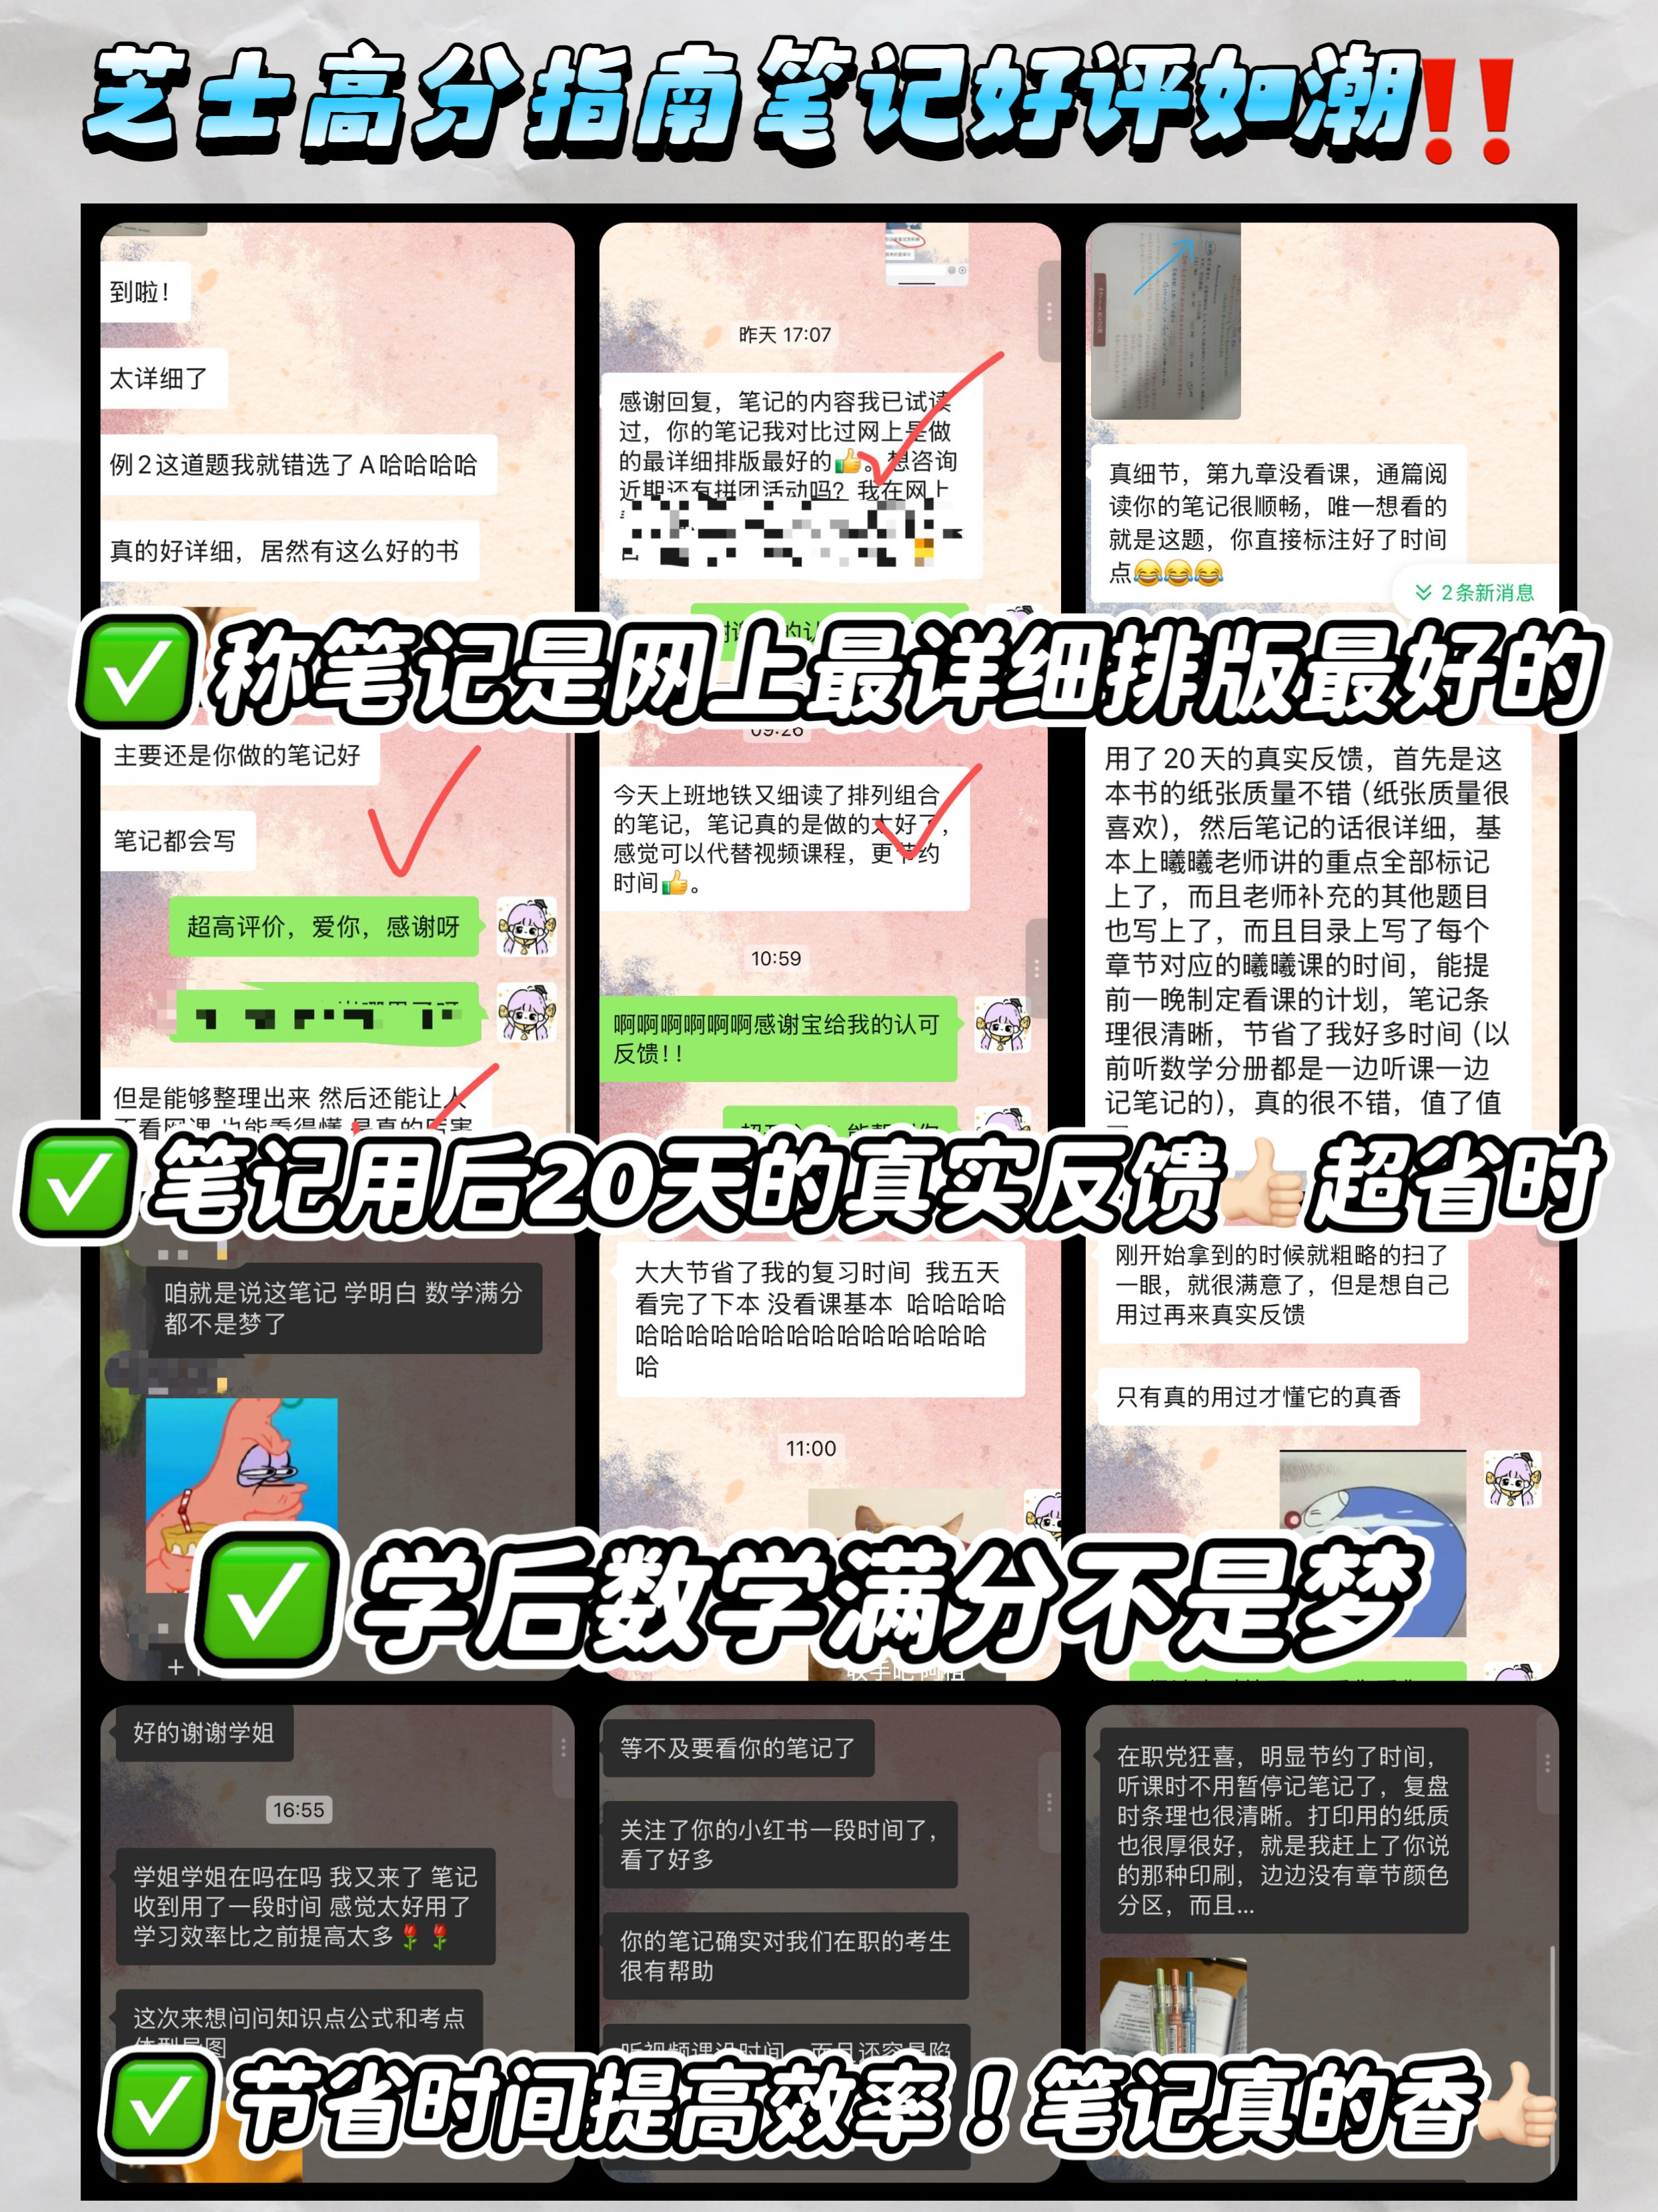 芝士高分指南笔记好评如潮‼️
到啦！
太详细了
例2这道题我就错选了A哈哈哈哈
真的好详细，居然有这么好的书
昨天 17:07
感谢回复，笔记的内容我已试读
过，你的笔记我对比过网上是做
的最详细排版最好的👍。想咨询
近期还有拼团活动吗？我在网上
真细节，第九章没看课，通篇阅
读你的笔记很顺畅，唯一想看的
就是这题，你直接标注好了时间
点😂😂😂
2条新消息
✅称笔记是网上最详细排版最好的
主要还是你做的笔记好
笔记都会写
超高评价，爱你，感谢呀
但是能够整理出来 然后还能让人
09:26
今天上班地铁又细读了排列组合
的笔记，笔记真的是做的太好了，
感觉可以代替视频课程，更节约
时间👍。
10:59
啊啊啊啊啊啊感谢宝给我的认可
反馈！！
用了20天的真实反馈，首先是这
本书的纸张质量不错（纸张质量很
喜欢），然后笔记的话很详细，基
本上曦曦老师讲的重点全部标记
上了，而且老师补充的其他题目
也写上了，而且目录上写了每个
章节对应的曦曦课的时间，能提
前一晚制定看课的计划，笔记条
理很清晰，节省了我好多时间（以
前听数学分册都是一边听课一边
记笔记的），真的很不错，值了值
✅笔记用后20天的真实反馈👍🏻超省时
咱就是说这笔记 学明白 数学满分
都不是梦了
大大节省了我的复习时间 我五天
看完了下本 没看课基本 哈哈哈哈
哈哈哈哈哈哈哈哈哈哈哈哈哈哈
哈
11:00
刚开始拿到的时候就粗略的扫了
一眼，就很满意了，但是想自己
用过再来真实反馈
只有真的用过才懂它的真香
✅学后数学满分不是梦
好的谢谢学姐
16:55
学姐学姐在吗在吗 我又来了 笔记
收到用了一段时间 感觉太好用了
学习效率比之前提高太多🌹🌹
这次来想问问知识点公式和考点
等不及要看你的笔记了
关注了你的小红书一段时间了，
看了好多
你的笔记确实对我们在职的考生
很有帮助
在职党狂喜，明显节约了时间，
听课时不用暂停记笔记了，复盘
时条理也很清晰。打印用的纸质
也很厚很好，就是我赶上了你说
的那种印刷，边边没有章节颜色
分区，而且...
✅节省时间提高效率！笔记真的香👍🏻